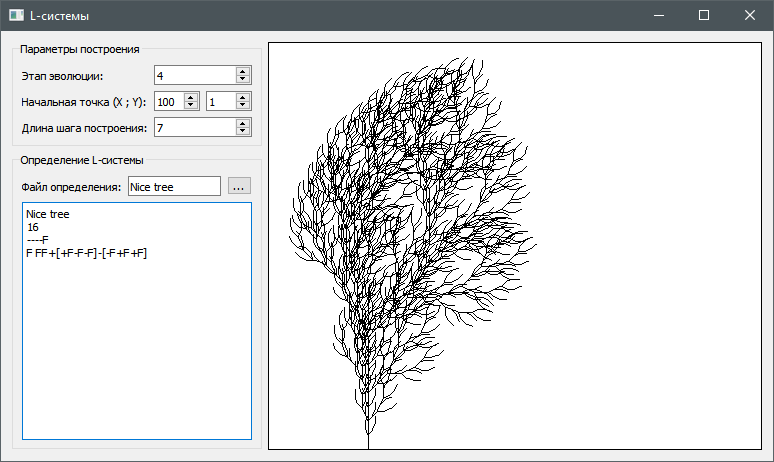 L-системы
Параметры построения
Этап эволюции: 4
Начальная точка (X ; Y): 100 1
Длина шага построения: 7
Определение L-системы
Файл определения: Nice tree ...
Nice tree
16
----F
F FF+[+F-F-F]-[-F+F+F]